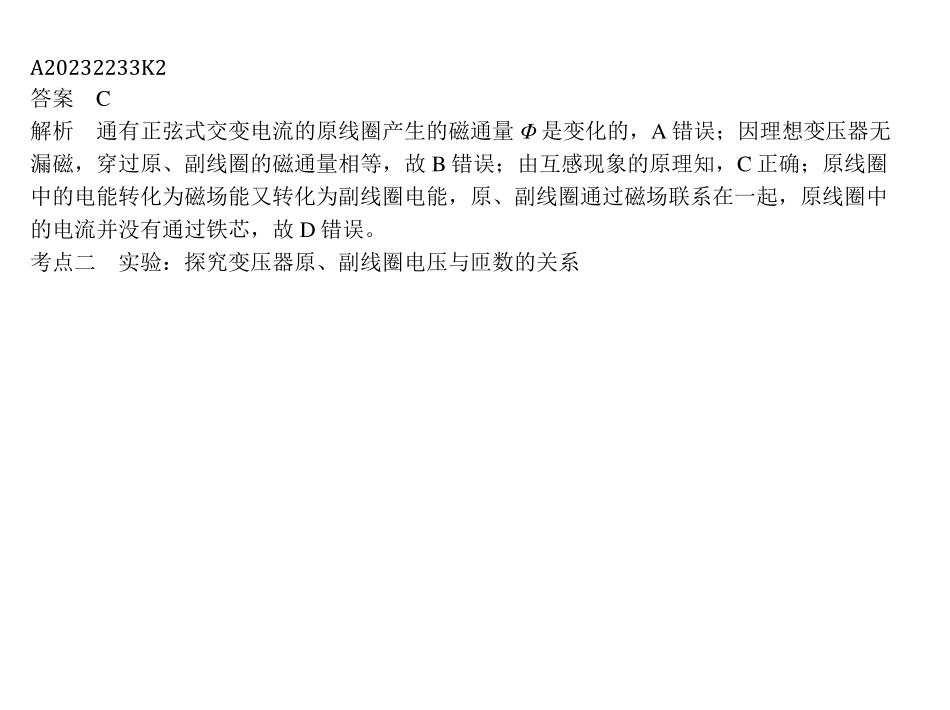 A20232233K2
答案　C
解析　通有正弦式交变电流的原线圈产生的磁通量 Φ 是变化的，A 错误；因理想变压器无
漏磁，穿过原、副线圈的磁通量相等，故 B 错误；由互感现象的原理知，C 正确；原线圈
中的电能转化为磁场能又转化为副线圈电能，原、副线圈通过磁场联系在一起，原线圈中
的电流并没有通过铁芯，故 D 错误。
考点二　实验：探究变压器原、副线圈电压与匝数的关系